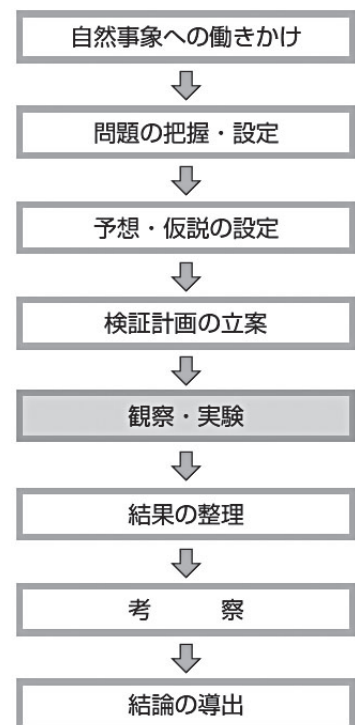 自然事象への働きかけ
問題の把握・設定
予想・仮説の設定
検証計画の立案
観察・実験
結果の整理
考　　察
結論の導出